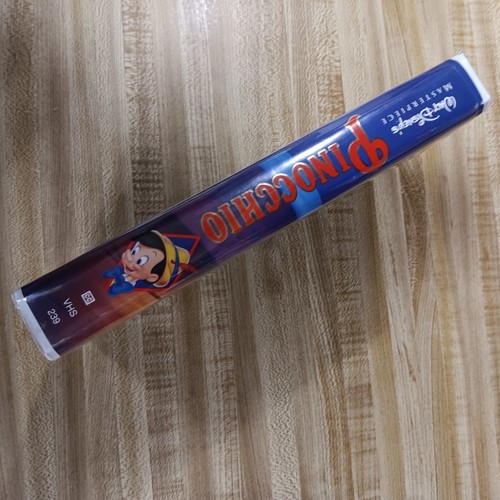 Walt Disney's
MASTERPIECE
PINOCCHIO
VHS
239